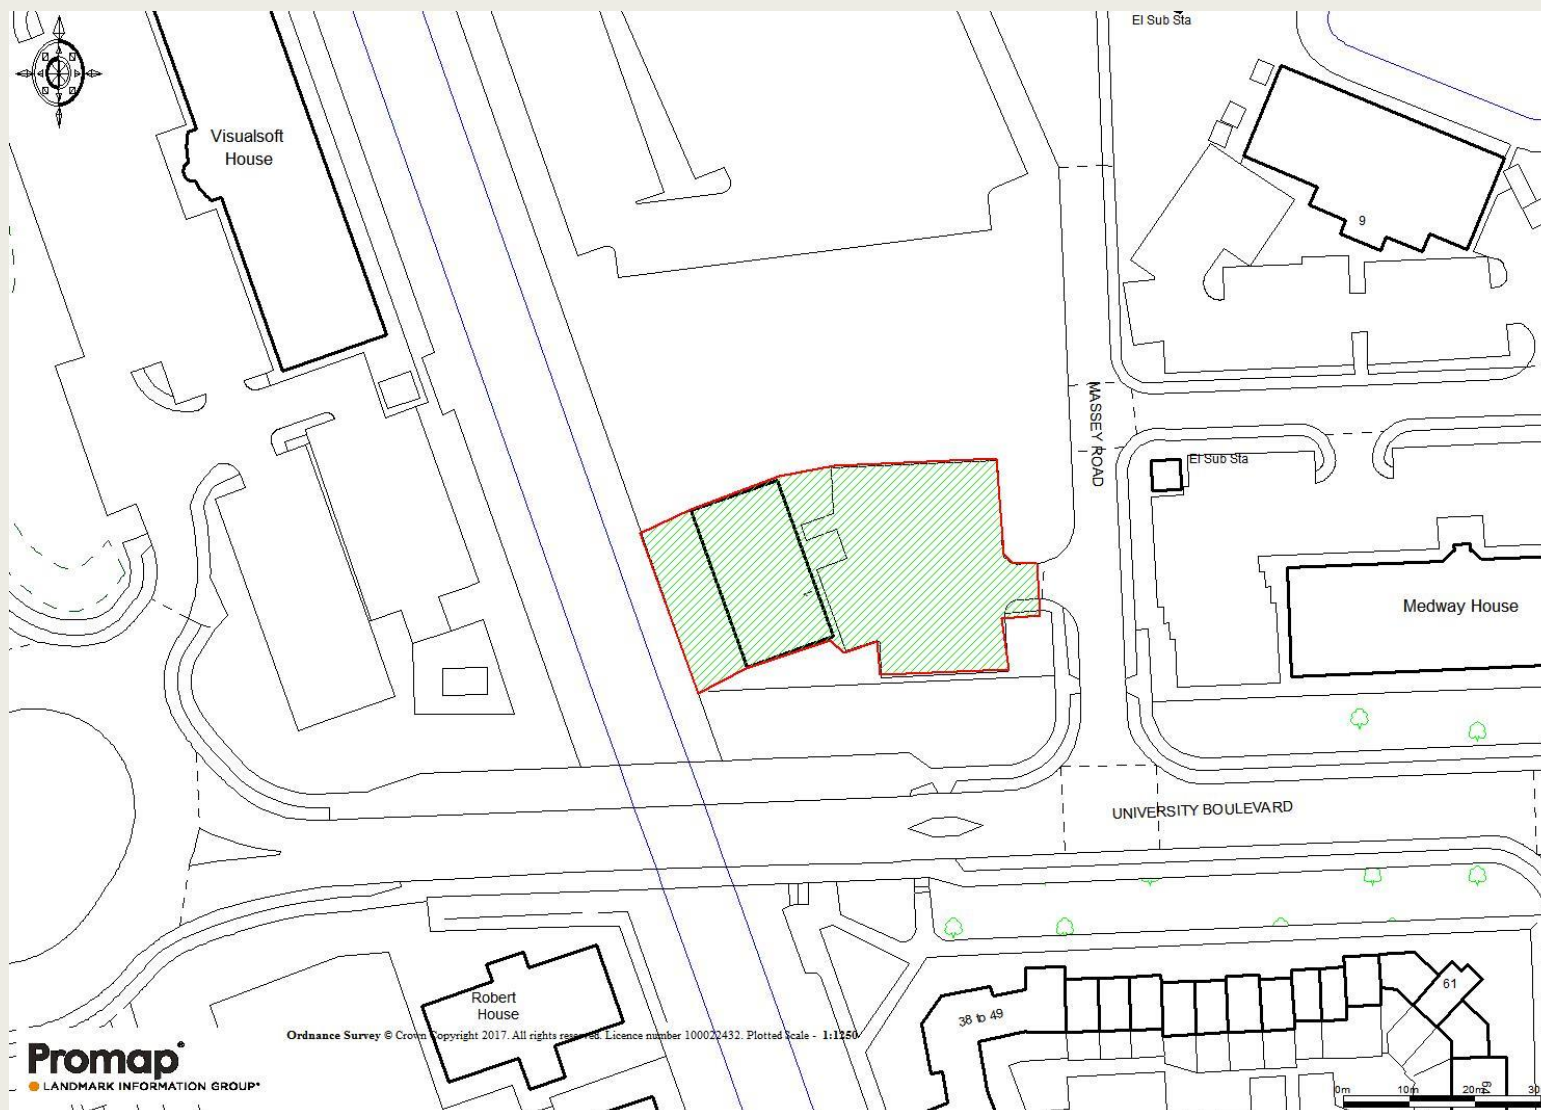 El Sub Sta
Visualsoft
House
9
MASSEY ROAD
El Sub Sta
Medway House
UNIVERSITY BOULEVARD
61
Robert
House
38 to 49
Ordnance Survey © Crown Copyright 2017. All rights reserved. Licence number 100022432. Plotted Scale - 1:1250
Promap
LANDMARK INFORMATION GROUP
64
0m 10m 20m 30